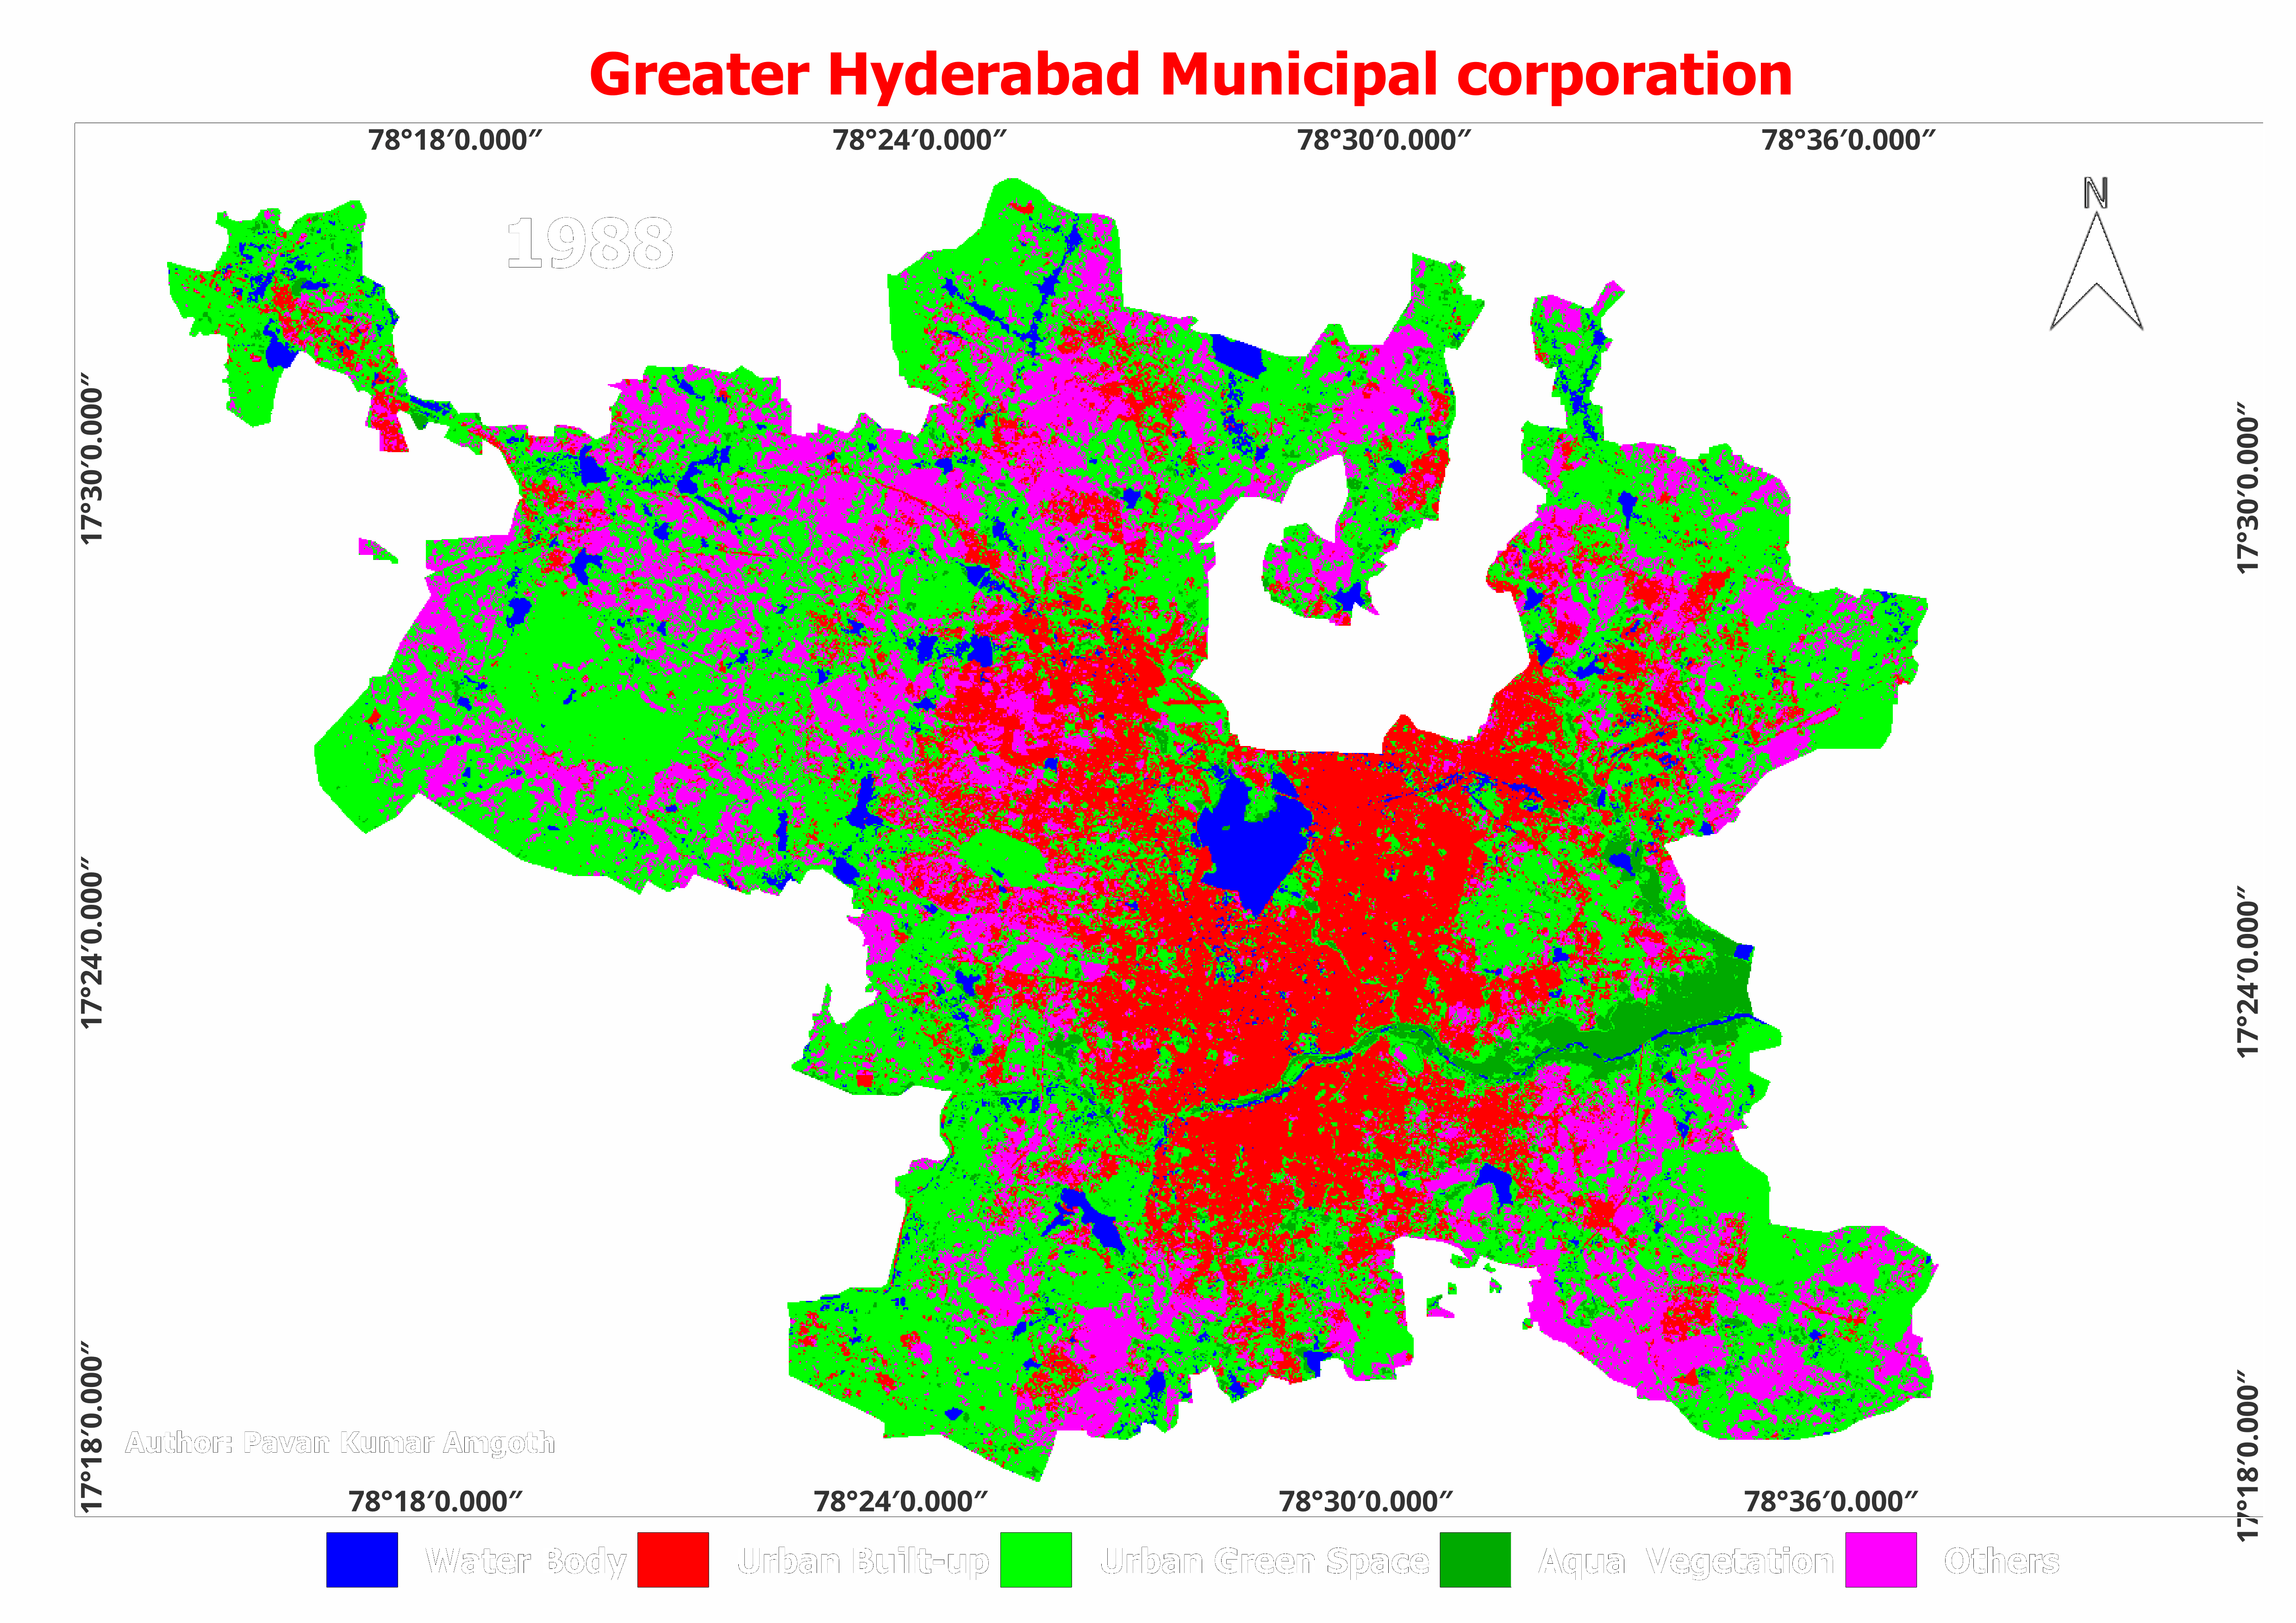 Greater Hyderabad Municipal corporation
78°18′0.000″ 78°24′0.000″ 78°30′0.000″ 78°36′0.000″
N
1988
17°30′0.000″ 17°30′0.000″
17°24′0.000″ 17°24′0.000″
17°18′0.000″ 17°18′0.000″
Author: Pavan Kumar Amgoth
78°18′0.000″ 78°24′0.000″ 78°30′0.000″ 78°36′0.000″
Water Body Urban Built-up Urban Green Space Aqua Vegetation Others